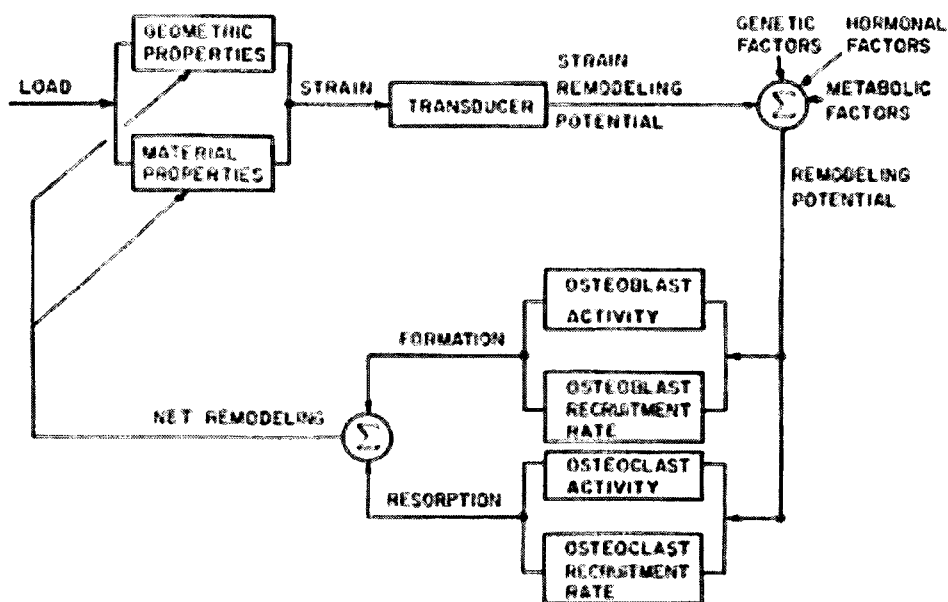 GEOMETRIC
PROPERTIES
LOAD
MATERIAL
PROPERTIES
STRAIN
TRANSDUCER
STRAIN
REMODELING
POTENTIAL
GENETIC
FACTORS
HORMONAL
FACTORS
Σ
METABOLIC
FACTORS
REMODELING
POTENTIAL
OSTEOBLAST
ACTIVITY
FORMATION
OSTEOBLAST
RECRUITMENT
RATE
NET REMODELING
Σ
OSTEOCLAST
ACTIVITY
RESORPTION
OSTEOCLAST
RECRUITMENT
RATE